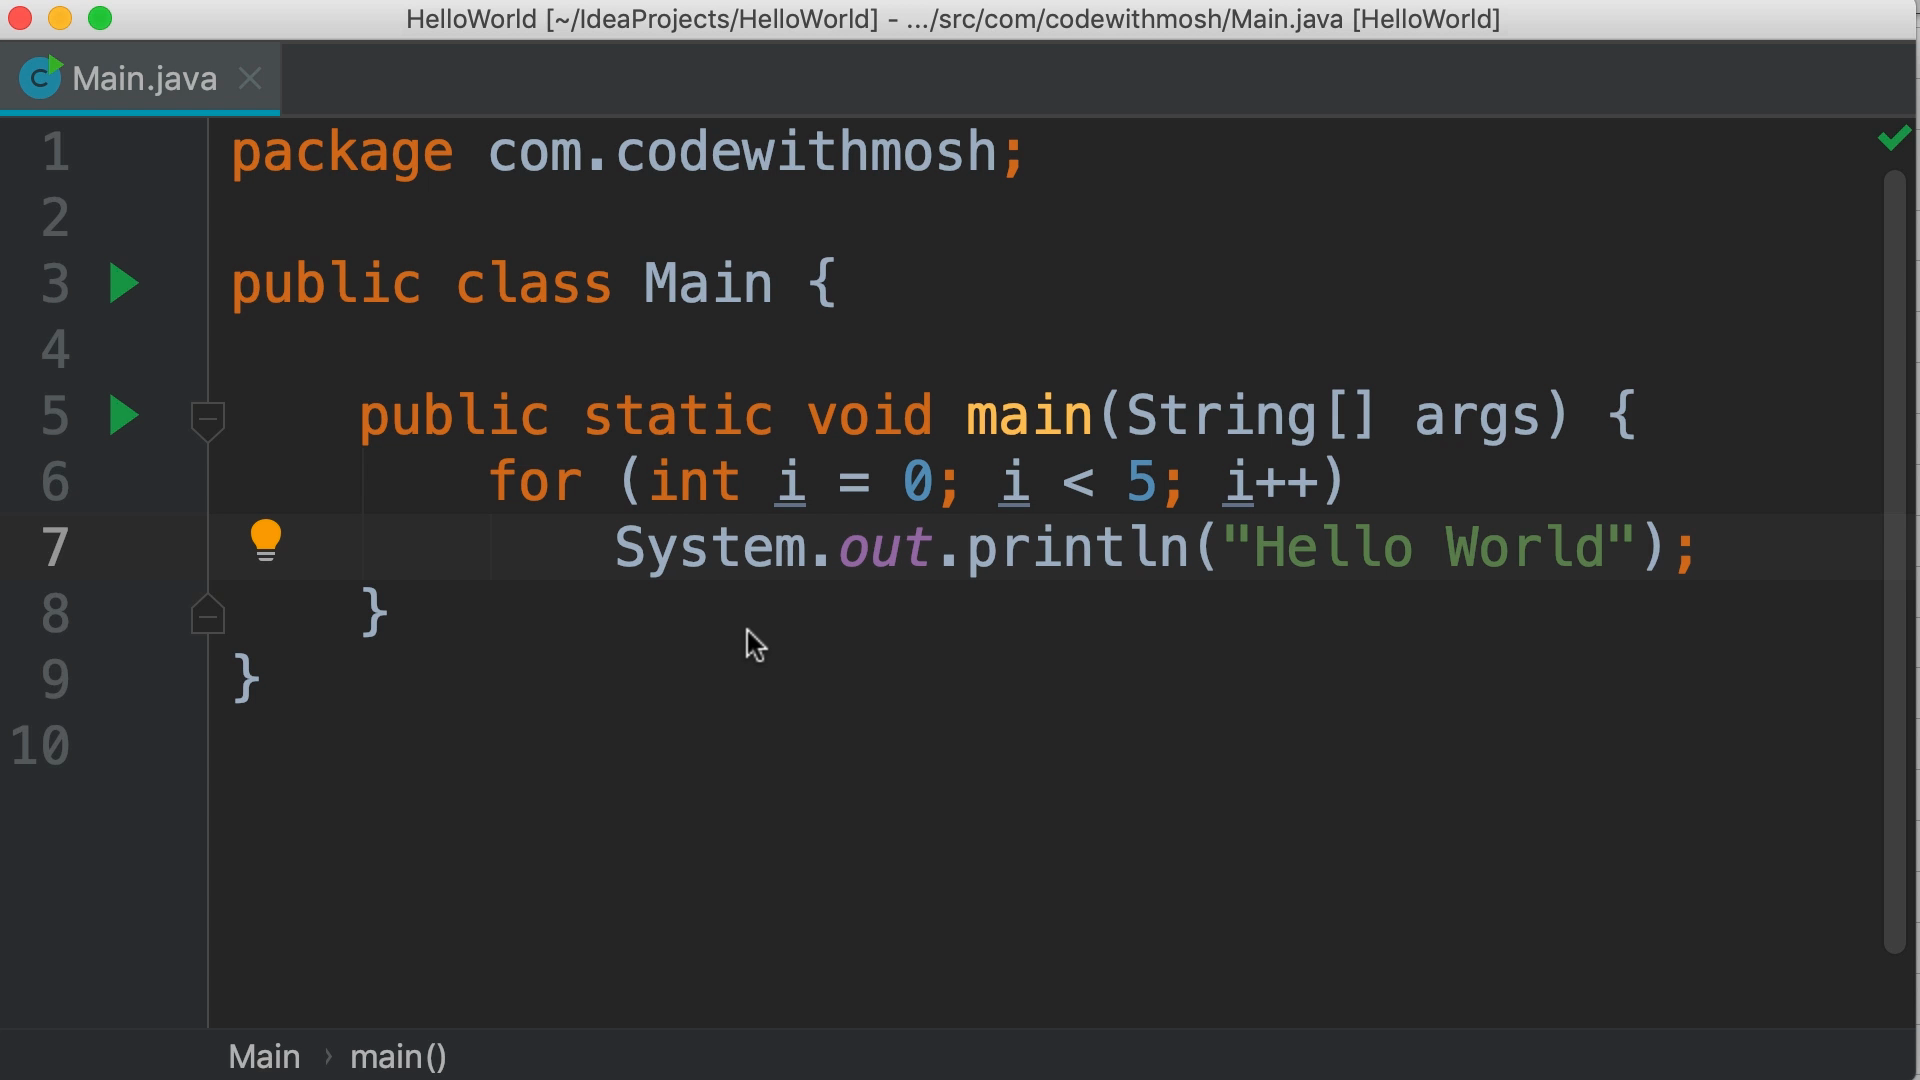 HelloWorld [~/IdeaProjects/HelloWorld] - .../src/com/codewithmosh/Main.java [HelloWorld]
C Main.java
1 package com.codewithmosh;
2
3 public class Main {
4
5 public static void main(String[] args) {
6 for (int i = 0; i < 5; i++)
7 System.out.println("Hello World");
8 }
9 }
10
Main › main()